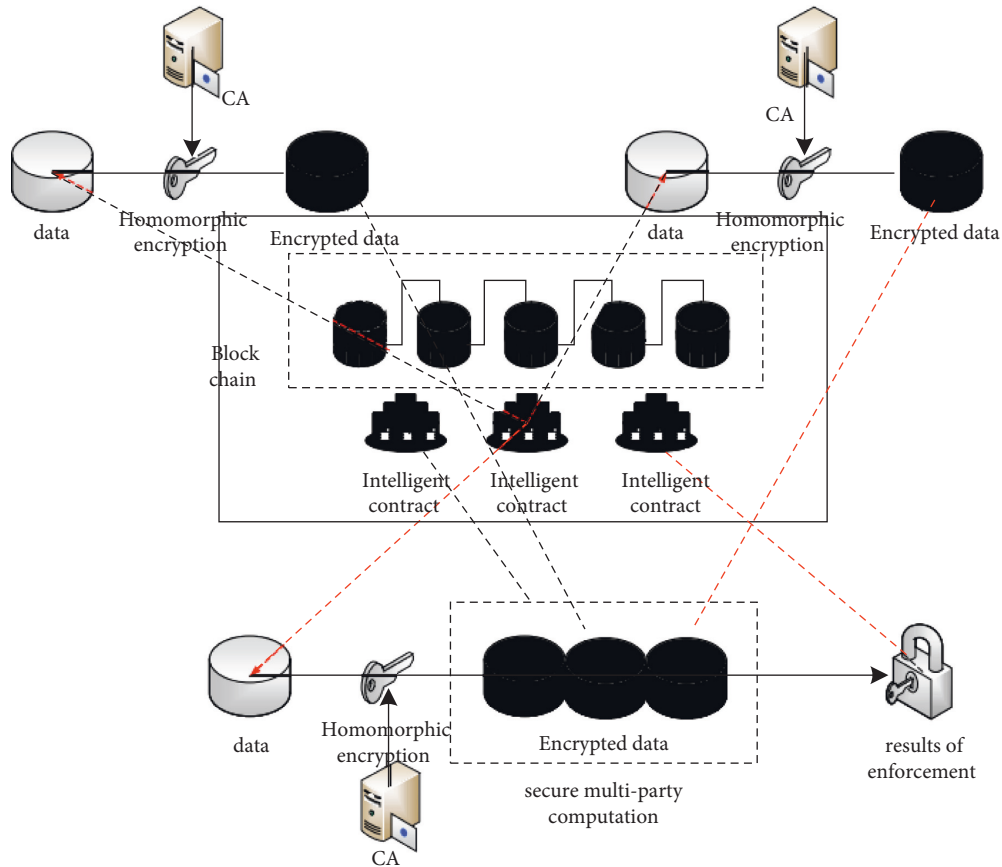 CA
CA
data
Homomorphic
encryption
Encrypted data
data
Homomorphic
encryption
Encrypted data
Block
chain
Intelligent
contract
Intelligent
contract
Intelligent
contract
data
Homomorphic
encryption
Encrypted data
results of
enforcement
secure multi-party
computation
CA